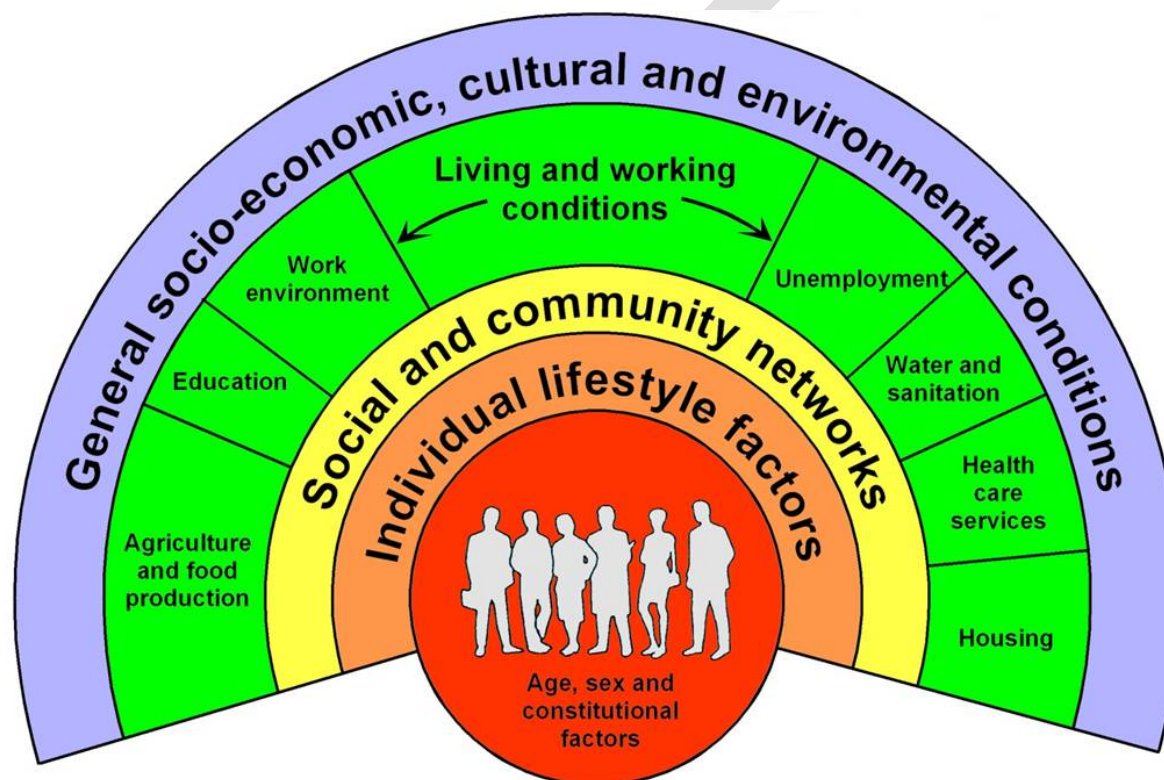 General socio-economic, cultural and environmental conditions
Living and working
conditions
Work
environment
Education
Agriculture
and food
production
Unemployment
Water and
sanitation
Health
care
services
Housing
Social and community networks
Individual lifestyle factors
Age, sex and
constitutional
factors